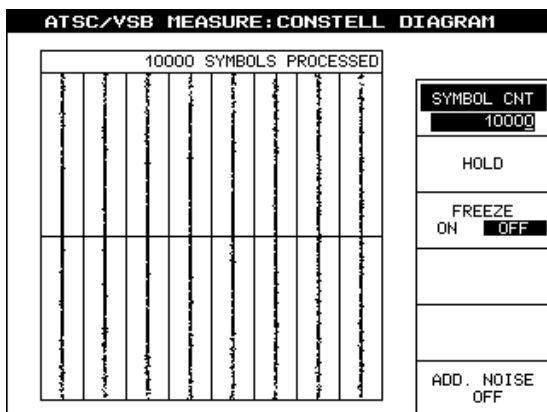 ATSC/VSB MEASURE:CONSTELL DIAGRAM
10000 SYMBOLS PROCESSED
SYMBOL CNT
10000
HOLD
FREEZE
ON OFF
ADD. NOISE
OFF